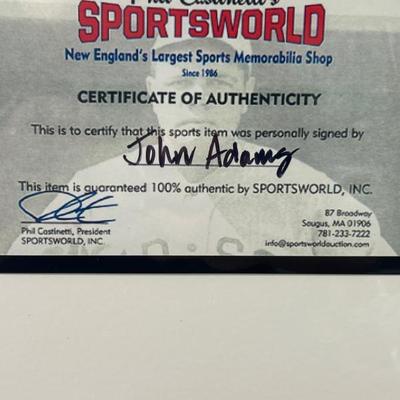 Phil Castinetti's
SPORTSWORLD
New England's Largest Sports Memorabilia Shop
Since 1986
CERTIFICATE OF AUTHENTICITY
This is to certify that this sports item was personally signed by
John Adams
This item is guaranteed 100% authentic by SPORTSWORLD, INC.
Phil Castinetti, President
SPORTSWORLD, INC.
87 Broadway
Saugus, MA 01906
781-233-7222
info@sportsworldauction.com